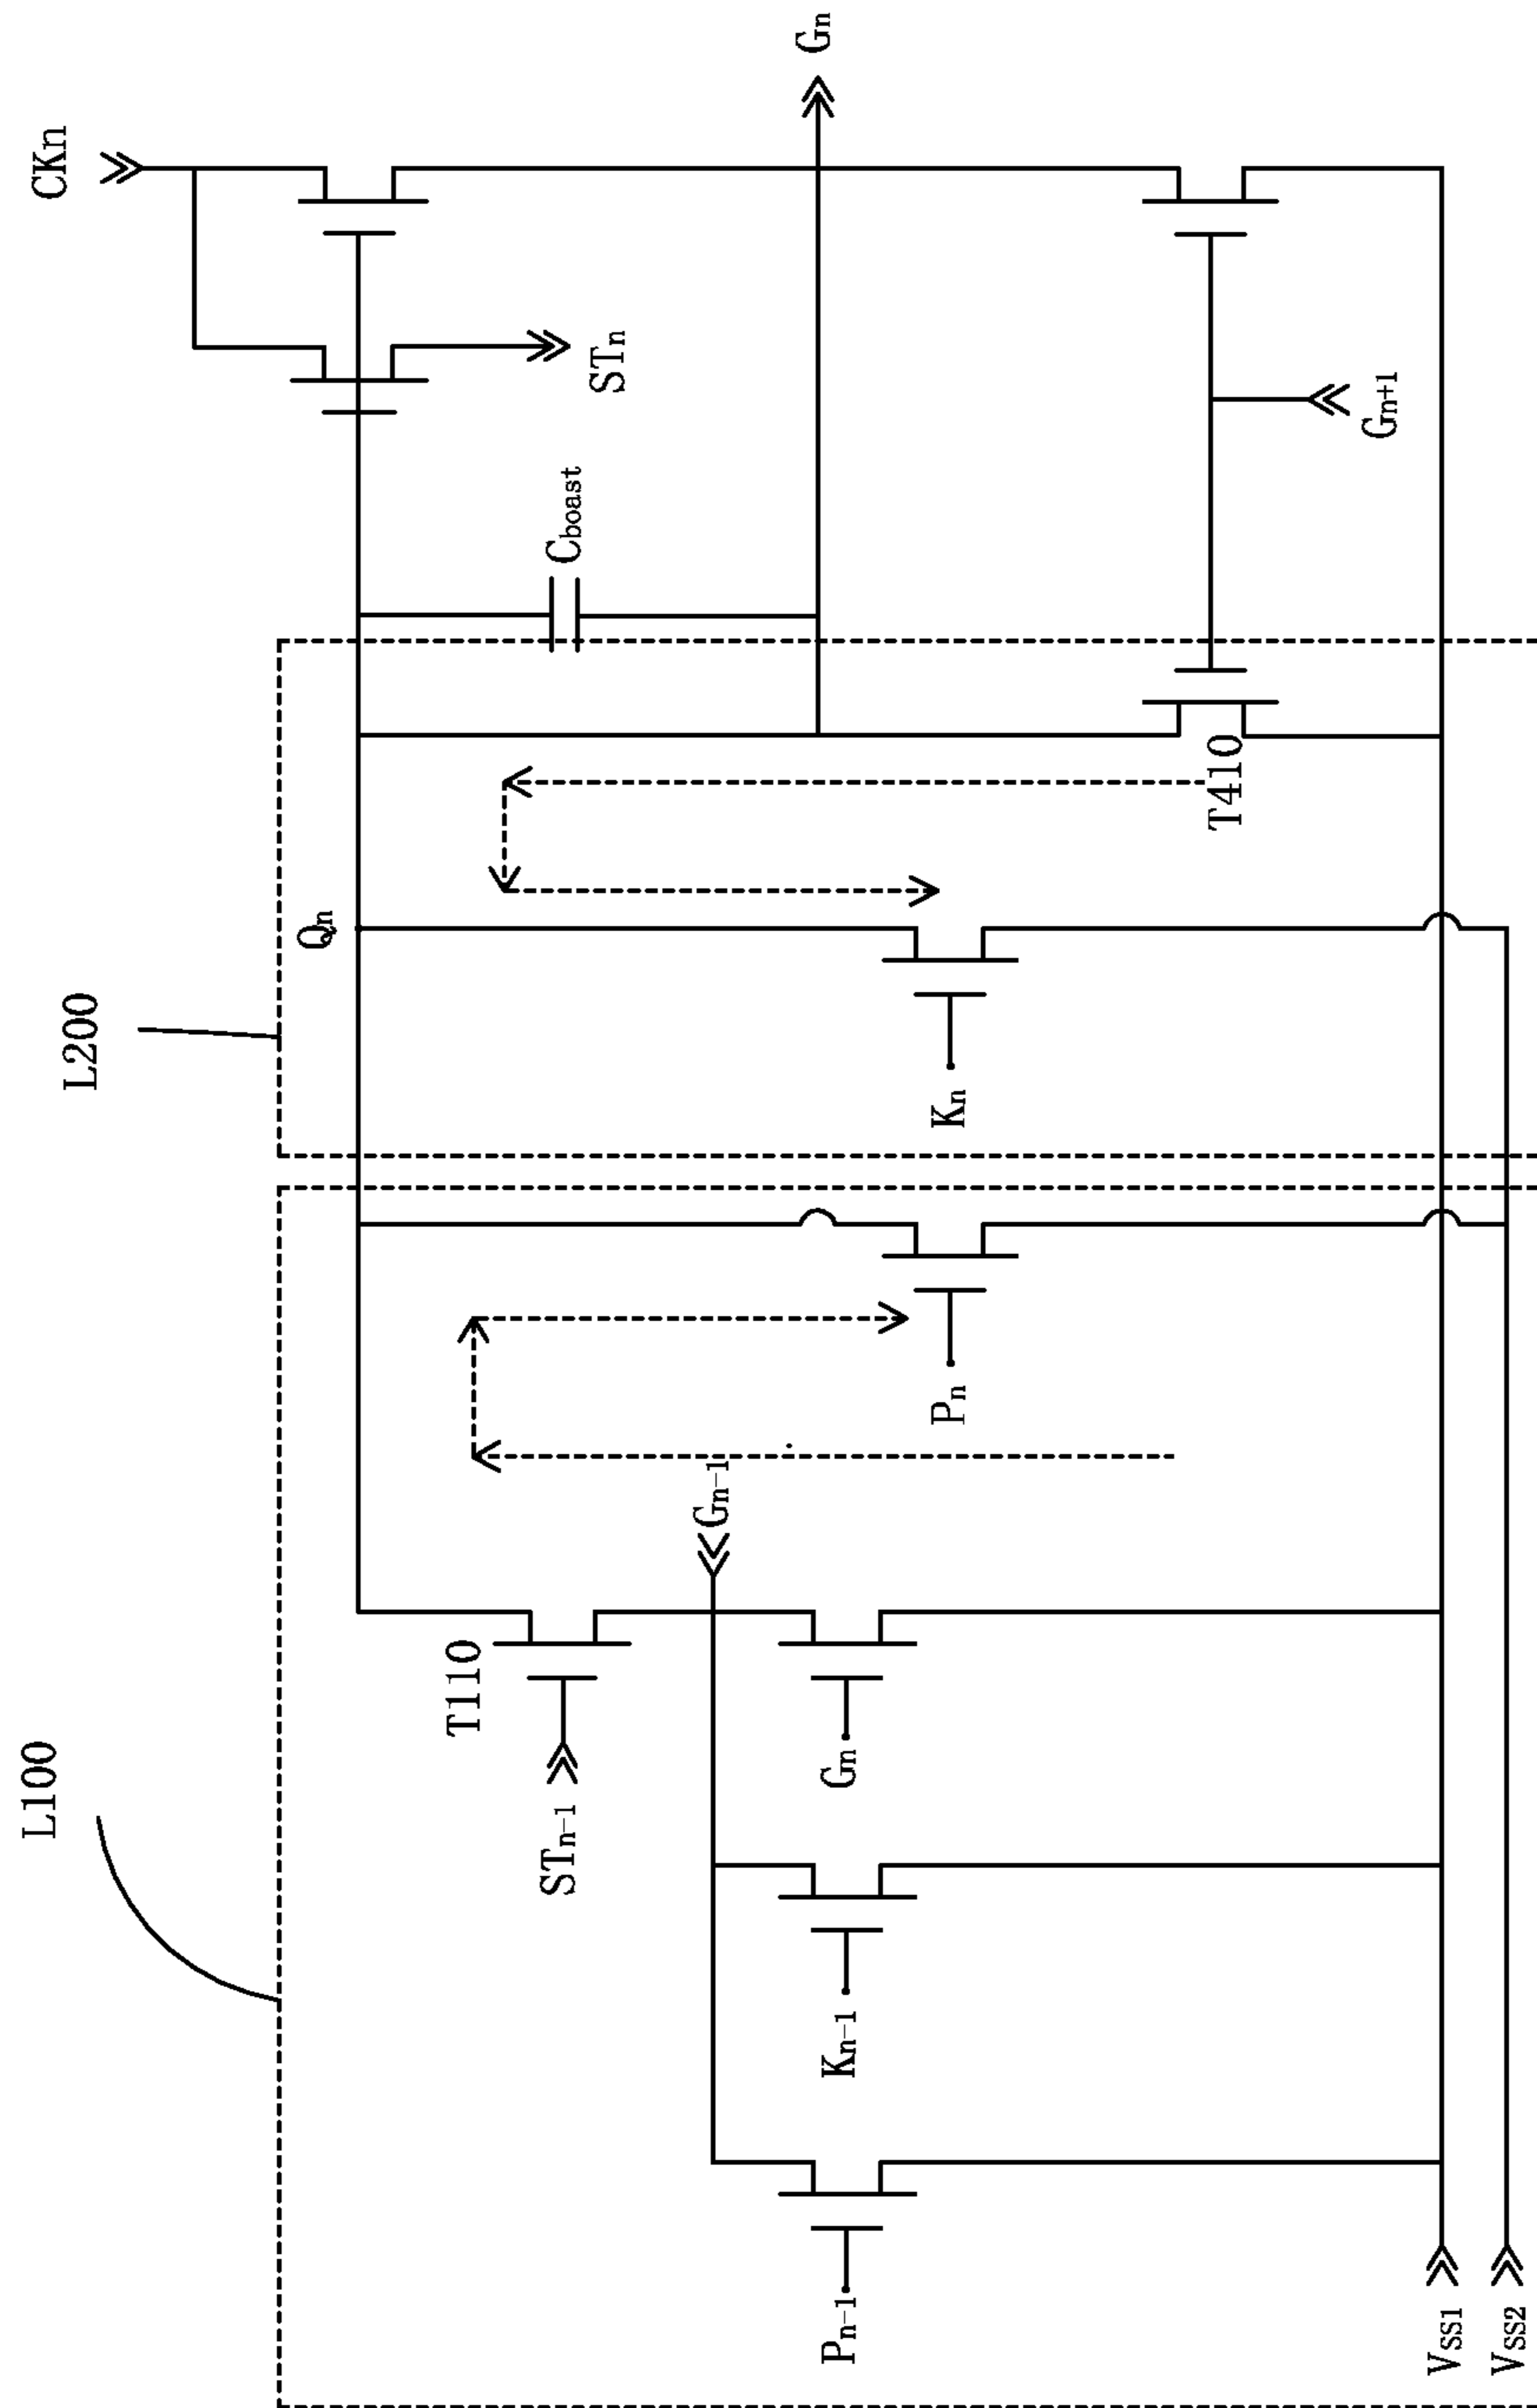 L100
L200
CKn
Qn
STn
Cboast
Gn
T110
STn-1
Gn-1
Gn
Kn-1
Pn-1
Pn
Kn
T410
Gn+1
VSS1
VSS2